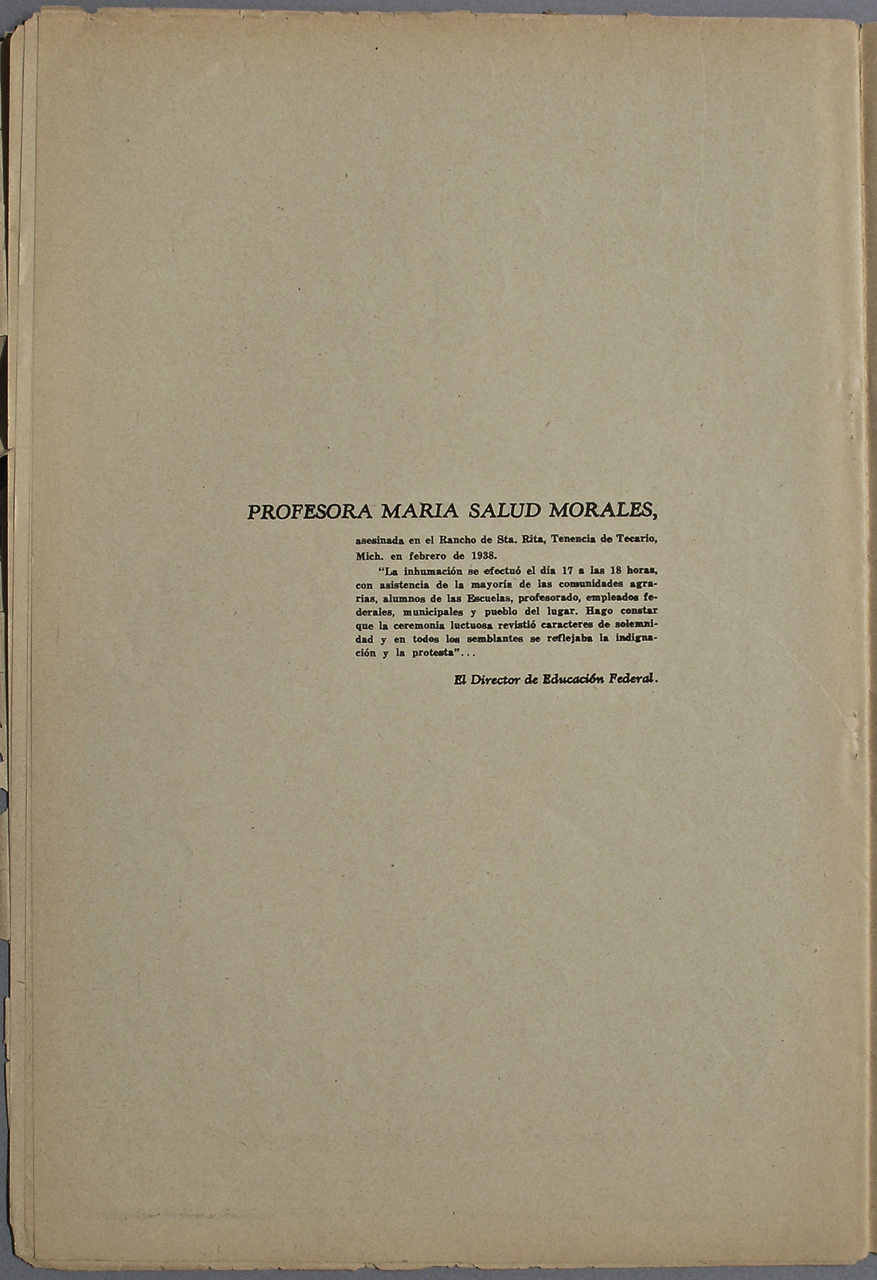 PROFESORA MARIA SALUD MORALES,
asesinada en el Rancho de Sta. Rita, Tenencia de Tecario,
Mich. en febrero de 1938.
"La inhumación se efectuó el día 17 a las 18 horas,
con asistencia de la mayoría de las comunidades agra-
rias, alumnos de las Escuelas, profesorado, empleados fe-
derales, municipales y pueblo del lugar. Hago constar
que la ceremonia luctuosa revistió caracteres de solemni-
dad y en todos los semblantes se reflejaba la indigna-
ción y la protesta"...
El Director de Educación Federal.